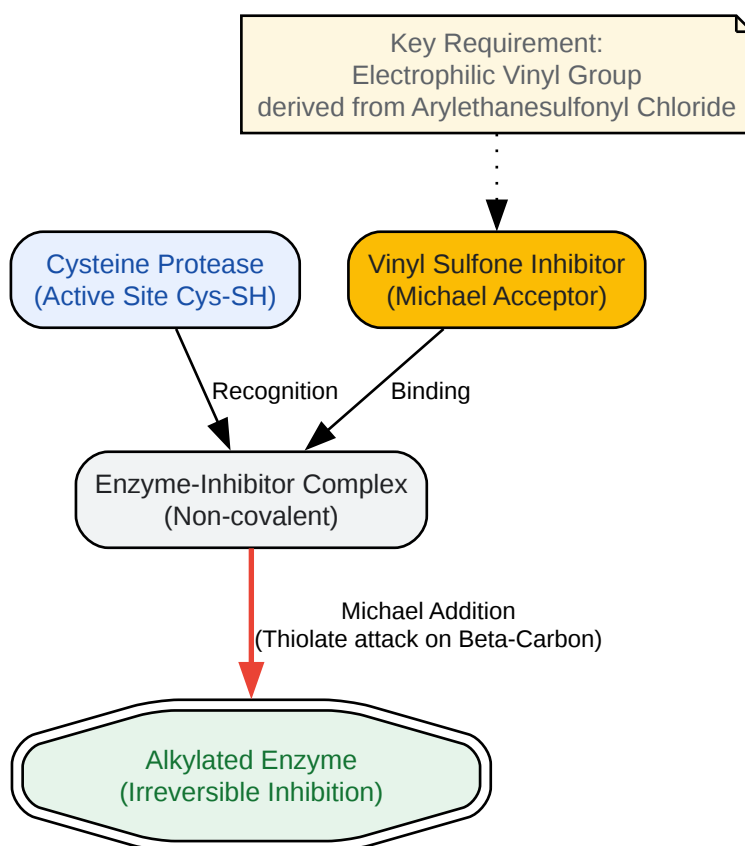 Key Requirement:
Electrophilic Vinyl Group
derived from Arylethanesulfonyl Chloride
Cysteine Protease
(Active Site Cys-SH)
Vinyl Sulfone Inhibitor
(Michael Acceptor)
Recognition
Binding
Enzyme-Inhibitor Complex
(Non-covalent)
Michael Addition
(Thiolate attack on Beta-Carbon)
Alkylated Enzyme
(Irreversible Inhibition)